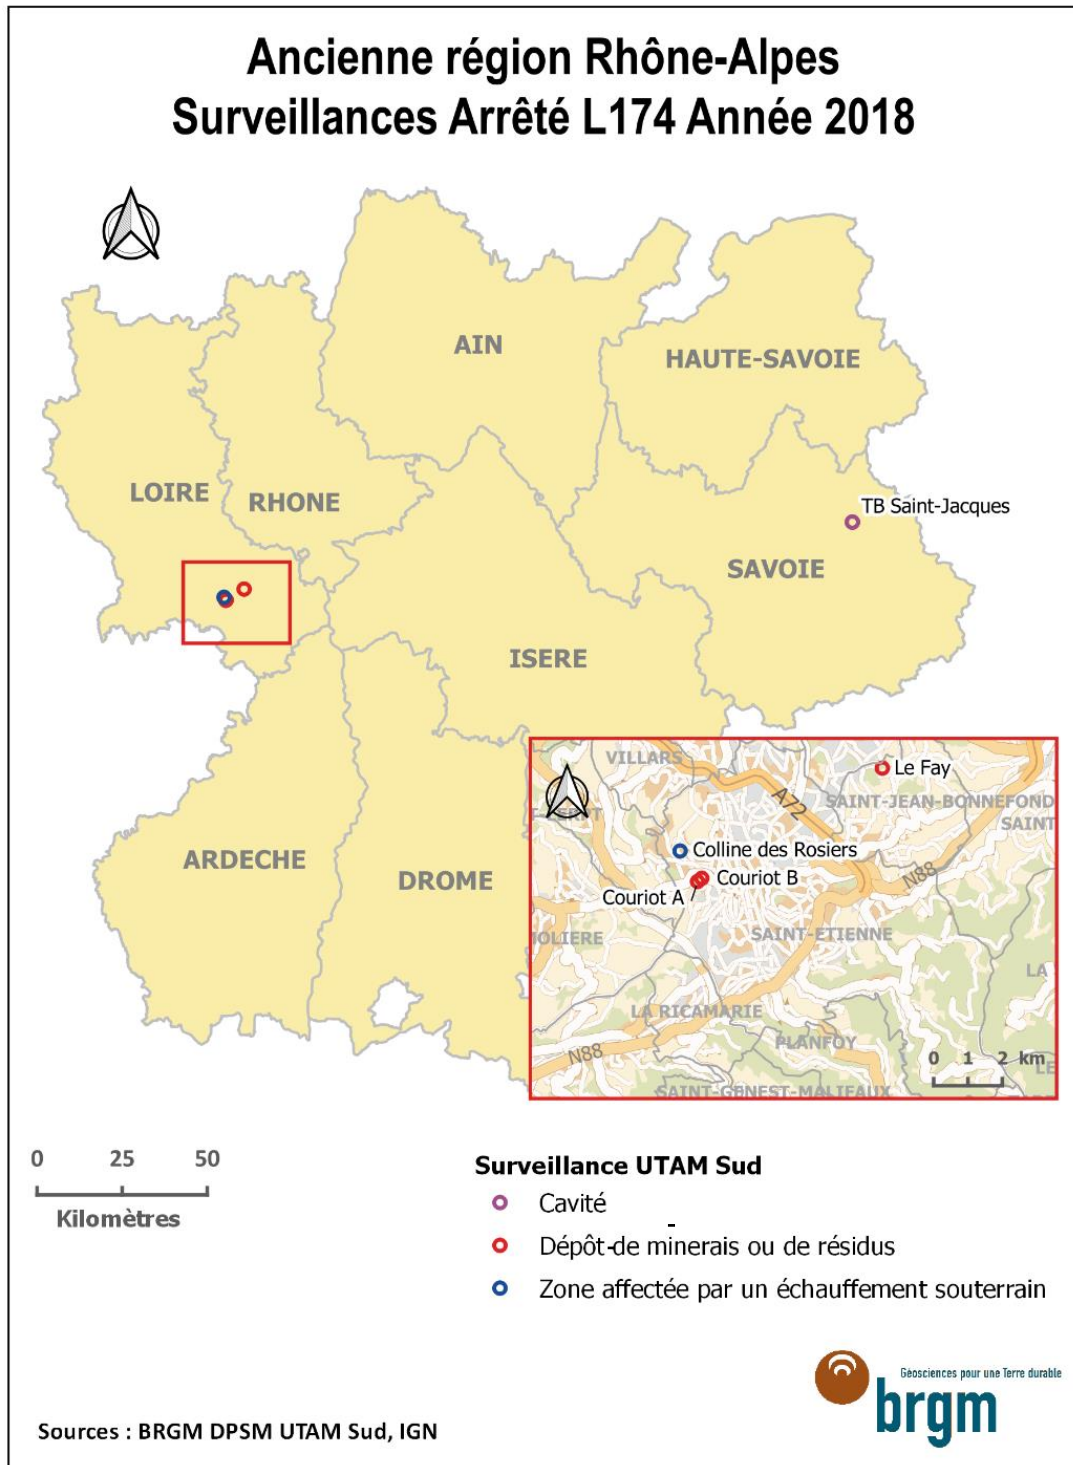 Ancienne région Rhône-Alpes
Surveillances Arrêté L174 Année 2018
AIN
HAUTE-SAVOIE
LOIRE
RHONE
TB Saint-Jacques
SAVOIE
ISERE
VILLARS
Le Fay
A72
SAINT-JEAN-BONNEFOND
SAINT
Colline des Rosiers
ARDECHE
DROME
Couriot B
N88
Couriot A
MOLIERE
SAINT-ETIENNE
LA
LA RICAMARIE
PLANFOY
N88
0 1 2 km
LE
SAINT-GENEST-MALIFAUX
0 25 50
Kilomètres
Surveillance UTAM Sud
Cavité
Dépôt-de minerais ou de résidus
Zone affectée par un échauffement souterrain
Géosciences pour une Terre durable
brgm
Sources : BRGM DPSM UTAM Sud, IGN